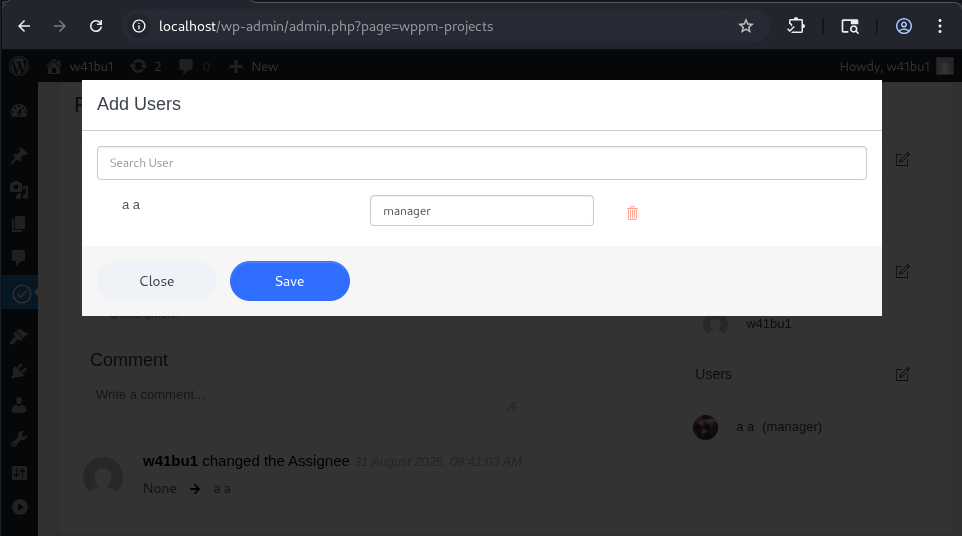 localhost/wp-admin/admin.php?page=wppm-projects
w41bu1 2 0 New Howdy, w41bu1
Add Users
Search User
a a manager
Close Save
w41bu1
Comment
Users
Write a comment...
a a (manager)
w41bu1 changed the Assignee 31 August 2025, 08:41:03 AM
None → a a